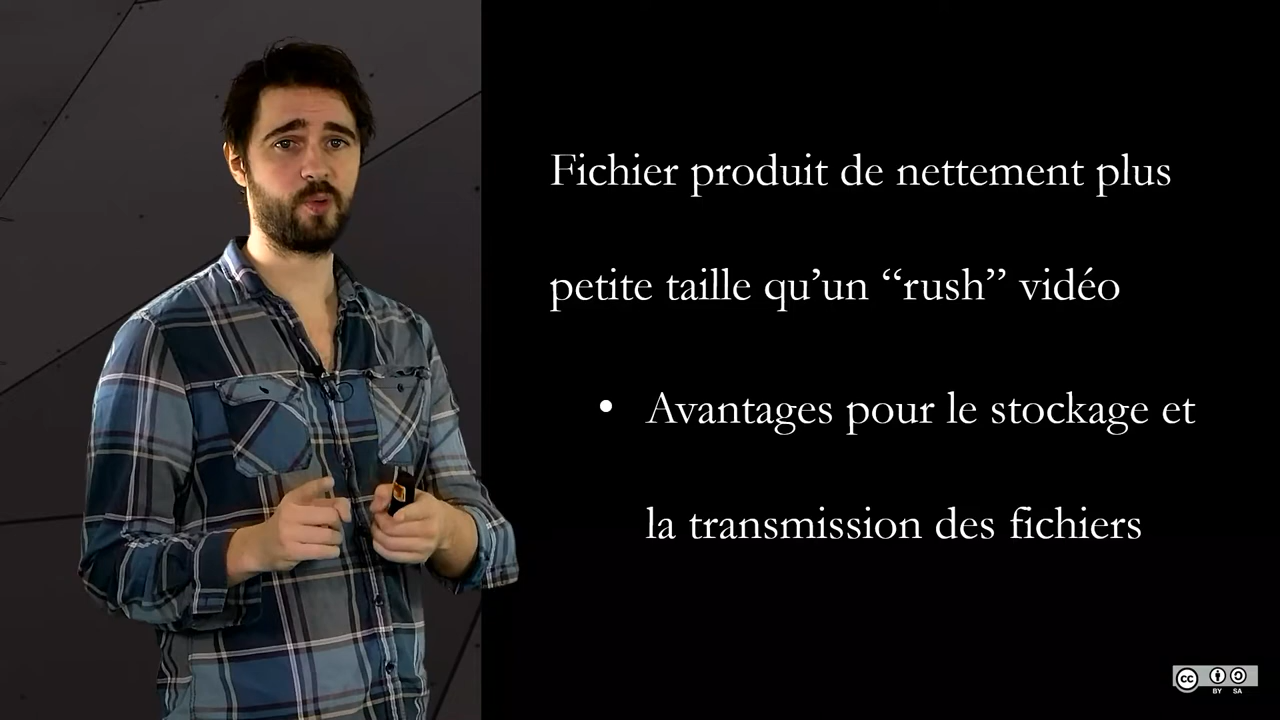 Fichier produit de nettement plus
petite taille qu’un “rush” vidéo
• Avantages pour le stockage et
la transmission des fichiers
cc
BY SA